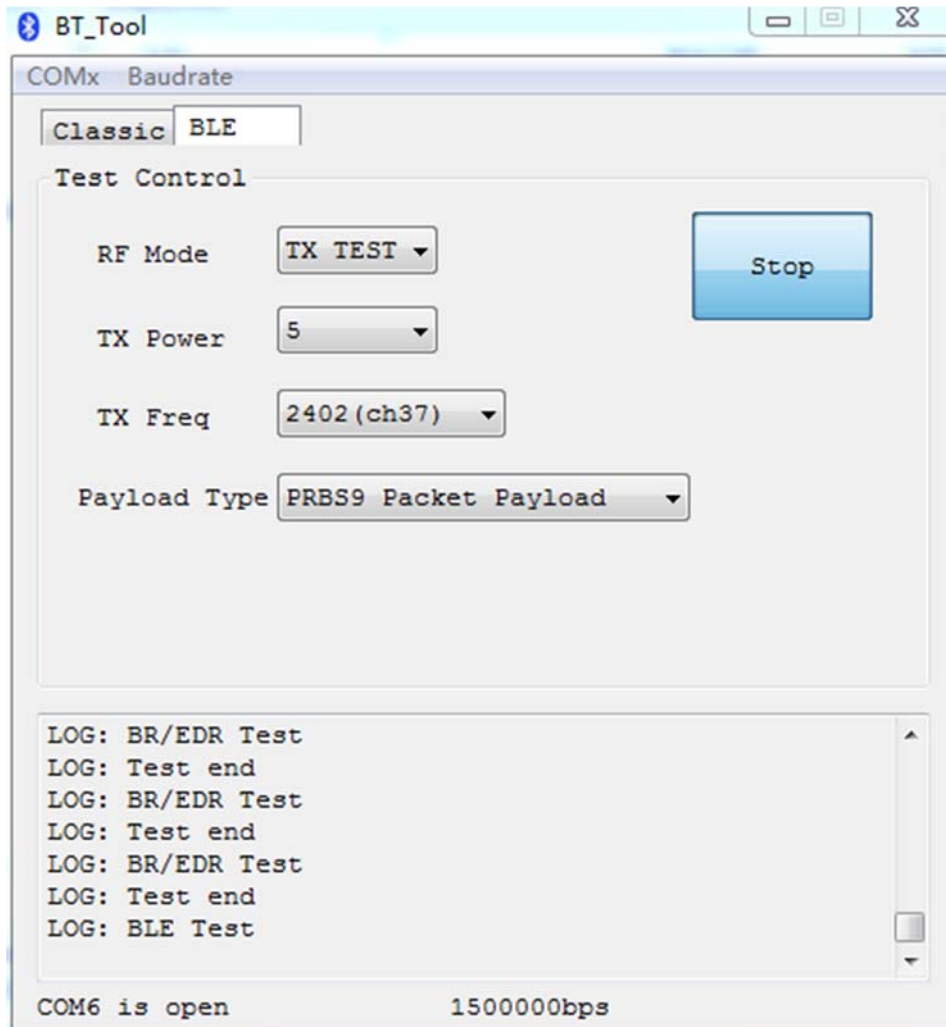 BT_Tool
COMx Baudrate
Classic BLE
Test Control
RF Mode TX TEST
Stop
TX Power 5
TX Freq 2402(ch37)
Payload Type PRBS9 Packet Payload
LOG: BR/EDR Test
LOG: Test end
LOG: BR/EDR Test
LOG: Test end
LOG: BR/EDR Test
LOG: Test end
LOG: BLE Test
COM6 is open 1500000bps